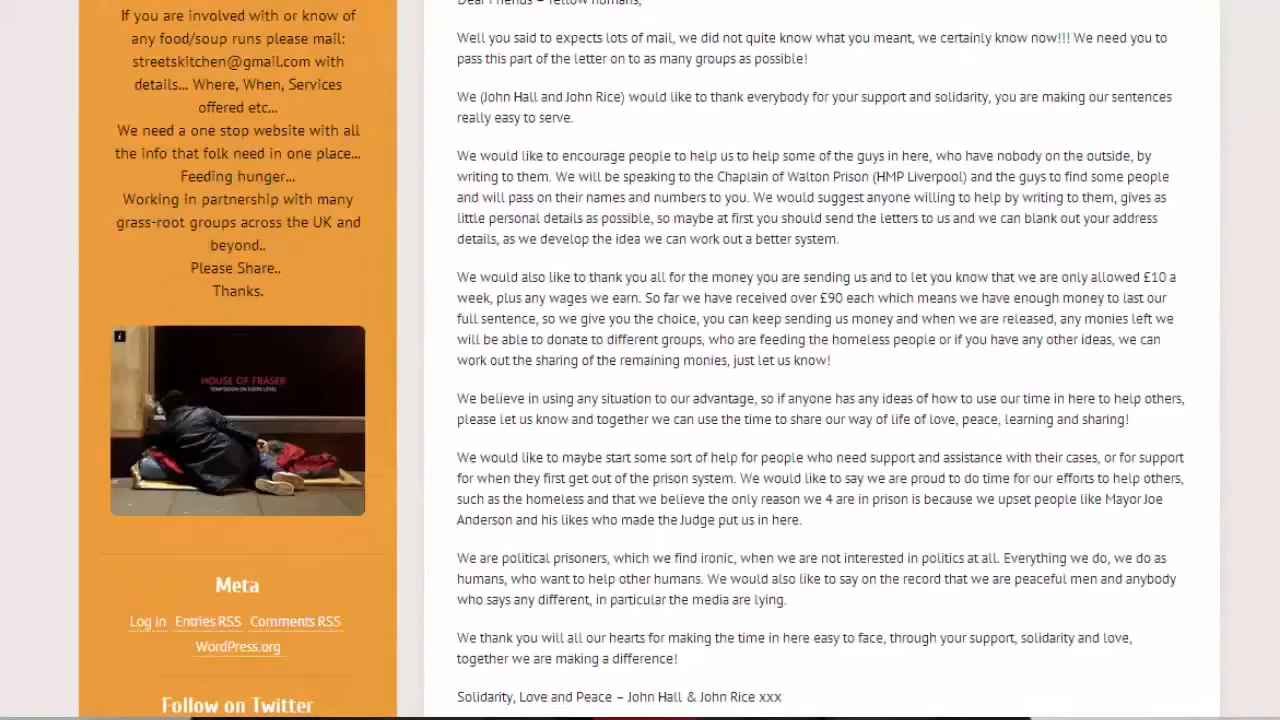 If you are involved with or know of
any food/soup runs please mail:
streetskitchen@gmail.com with
details... Where, When, Services
offered etc...
We need a one stop website with all
the info that folk need in one place...
Feeding hunger...
Working in partnership with many
grass-root groups across the UK and
beyond..
Please Share..
Thanks.
HOUSE OF FRASER
TEMPTATION ON EVERY LEVEL
Meta
Log in Entries RSS Comments RSS
WordPress.org
Follow on Twitter
Dear Friends – fellow humans,
Well you said to expects lots of mail, we did not quite know what you meant, we certainly know now!!! We need you to
pass this part of the letter on to as many groups as possible!
We (John Hall and John Rice) would like to thank everybody for your support and solidarity, you are making our sentences
really easy to serve.
We would like to encourage people to help us to help some of the guys in here, who have nobody on the outside, by
writing to them. We will be speaking to the Chaplain of Walton Prison (HMP Liverpool) and the guys to find some people
and will pass on their names and numbers to you. We would suggest anyone willing to help by writing to them, gives as
little personal details as possible, so maybe at first you should send the letters to us and we can blank out your address
details, as we develop the idea we can work out a better system.
We would also like to thank you all for the money you are sending us and to let you know that we are only allowed £10 a
week, plus any wages we earn. So far we have received over £90 each which means we have enough money to last our
full sentence, so we give you the choice, you can keep sending us money and when we are released, any monies left we
will be able to donate to different groups, who are feeding the homeless people or if you have any other ideas, we can
work out the sharing of the remaining monies, just let us know!
We believe in using any situation to our advantage, so if anyone has any ideas of how to use our time in here to help others,
please let us know and together we can use the time to share our way of life of love, peace, learning and sharing!
We would like to maybe start some sort of help for people who need support and assistance with their cases, or for support
for when they first get out of the prison system. We would like to say we are proud to do time for our efforts to help others,
such as the homeless and that we believe the only reason we 4 are in prison is because we upset people like Mayor Joe
Anderson and his likes who made the Judge put us in here.
We are political prisoners, which we find ironic, when we are not interested in politics at all. Everything we do, we do as
humans, who want to help other humans. We would also like to say on the record that we are peaceful men and anybody
who says any different, in particular the media are lying.
We thank you will all our hearts for making the time in here easy to face, through your support, solidarity and love,
together we are making a difference!
Solidarity, Love and Peace – John Hall & John Rice xxx